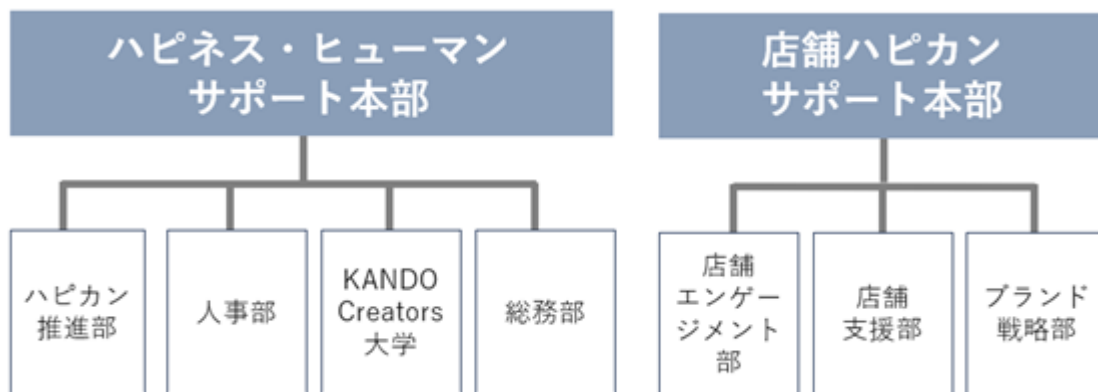 ハピネス・ヒューマン
サポート本部
店舗ハピカン
サポート本部
ハピカン
推進部
人事部
KANDO
Creators
大学
総務部
店舗
エンゲー
ジメント
部
店舗
支援部
ブランド
戦略部